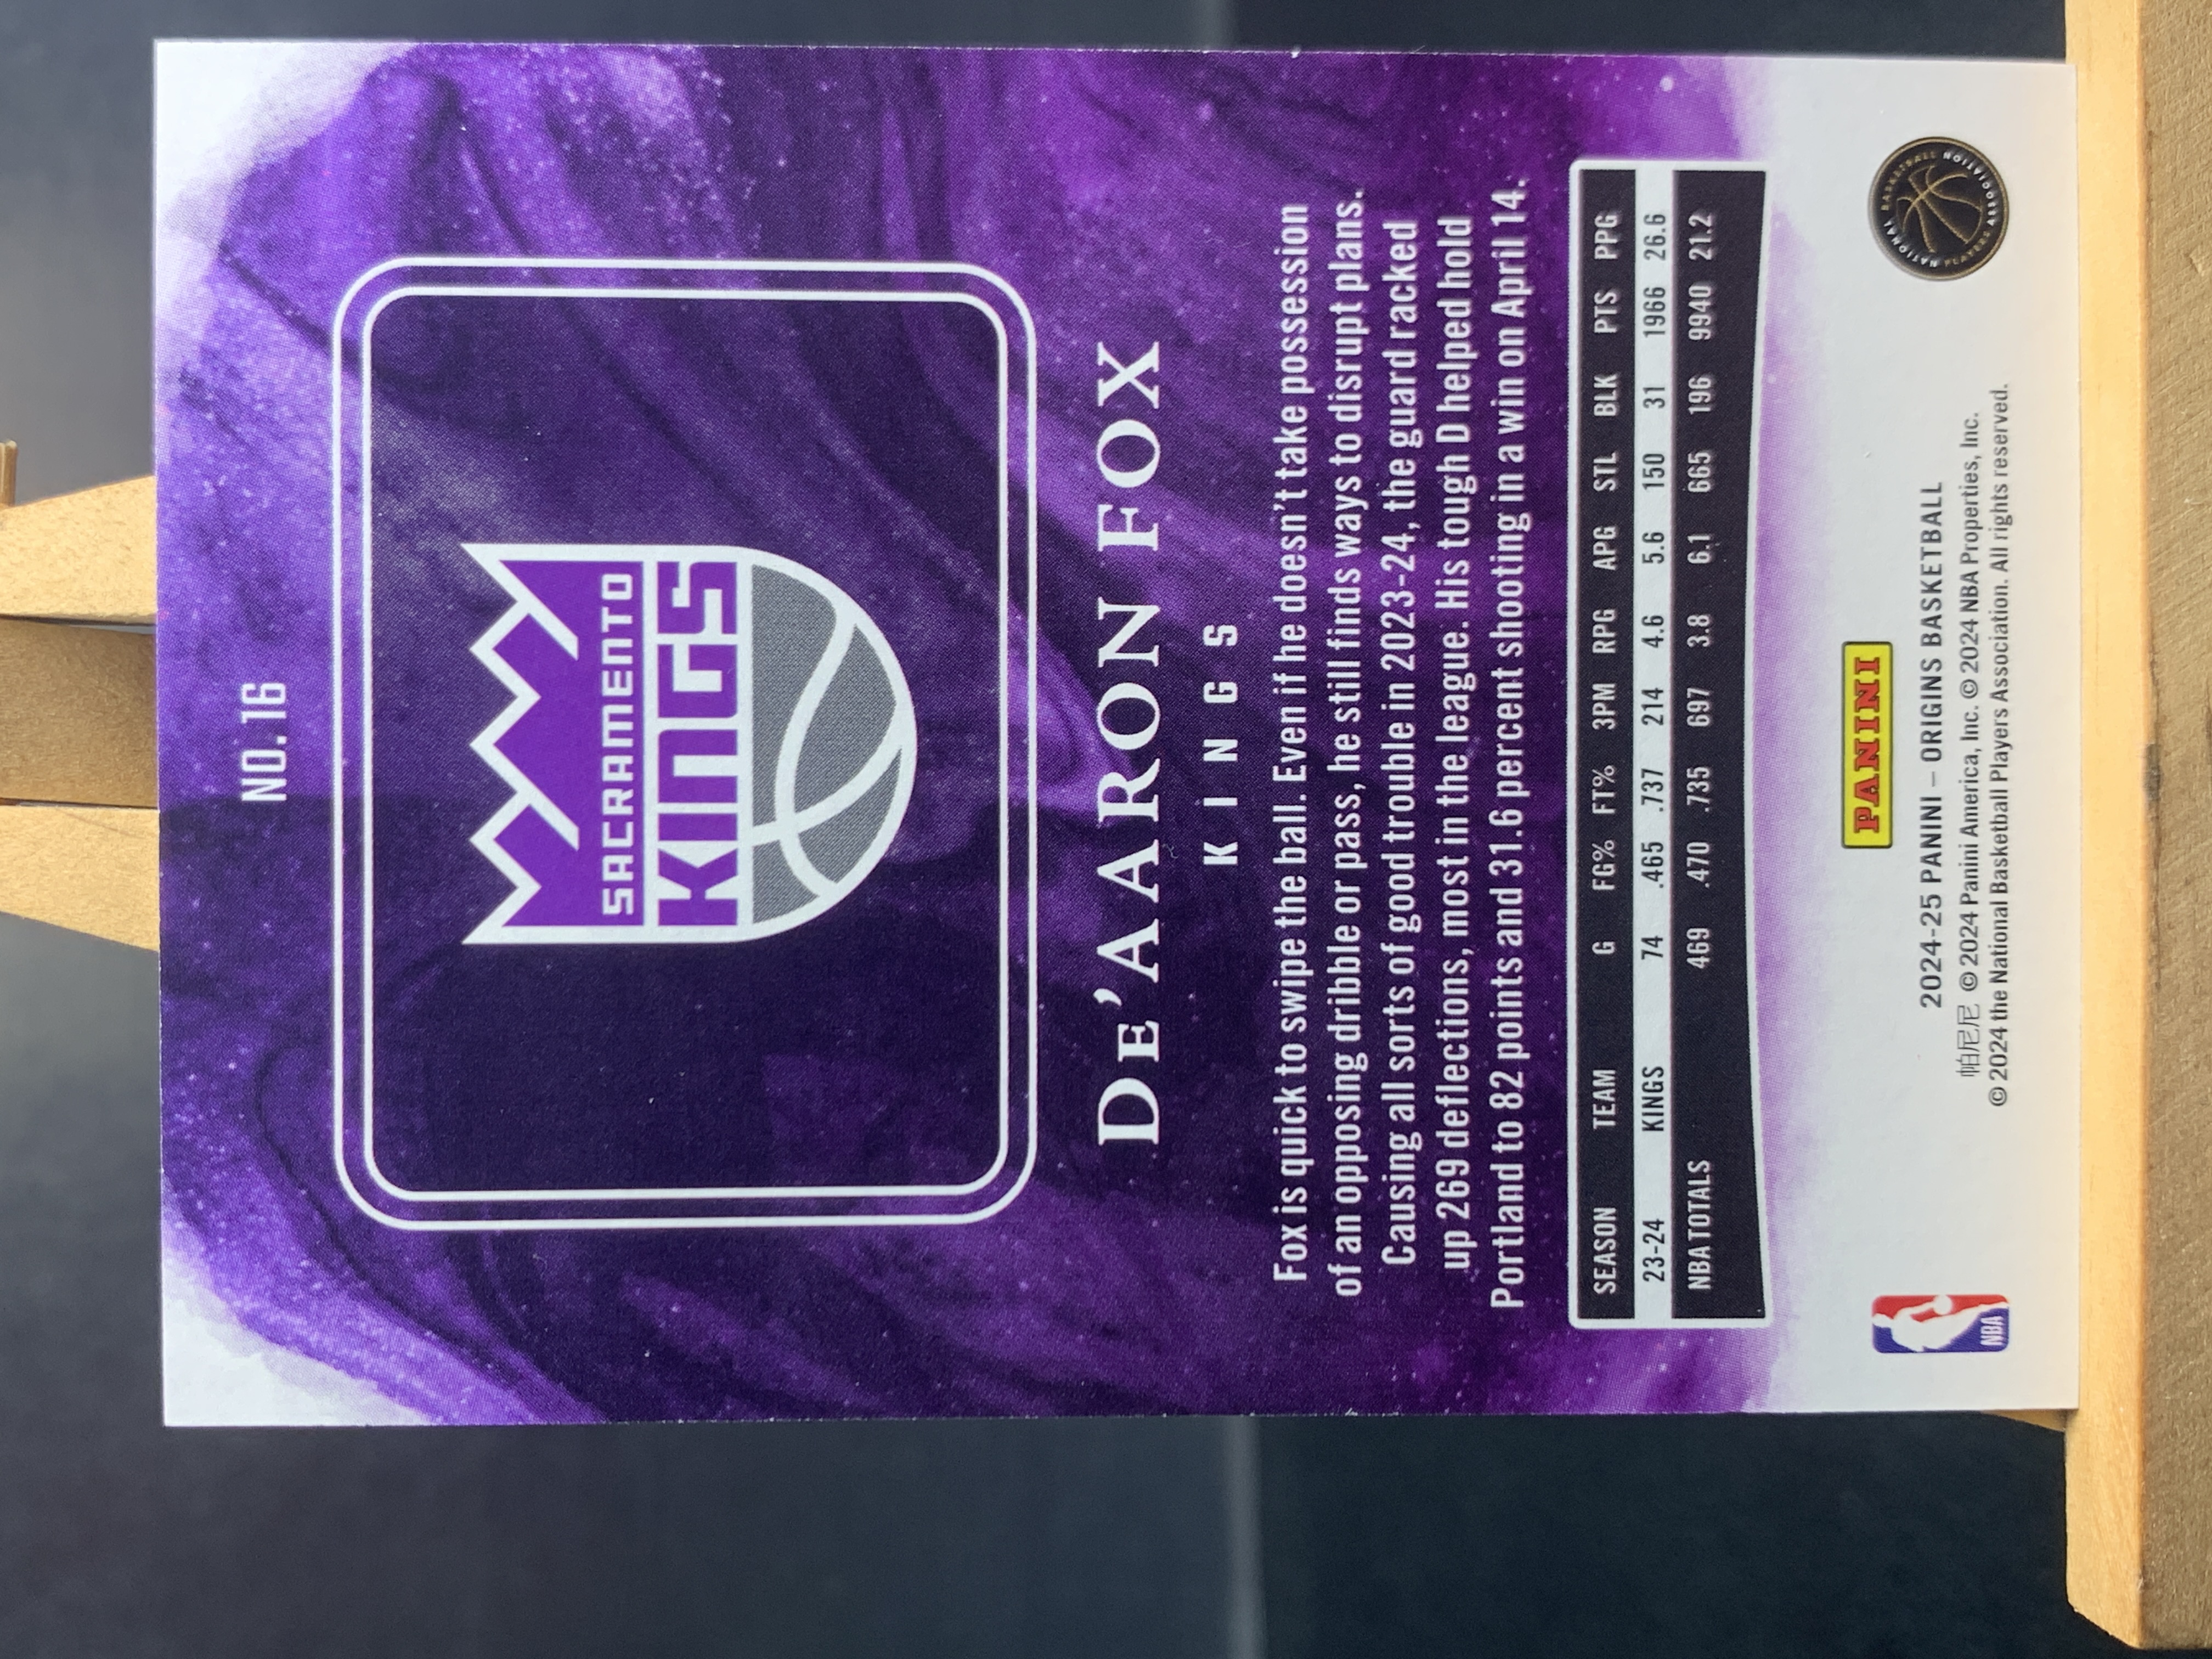 NO. 16
SACRAMENTO
KINGS
DE'AARON FOX
KINGS
Fox is quick to swipe the ball. Even if he doesn't take possession
of an opposing dribble or pass, he still finds ways to disrupt plans.
Causing all sorts of good trouble in 2023-24, the guard racked
up 269 deflections, most in the league. His tough D helped hold
Portland to 82 points and 31.6 percent shooting in a win on April 14.
SEASON TEAM G FG% FT% 3PM RPG APG STL BLK PTS PPG
23-24 KINGS 74 .465 .737 214 4.6 5.6 150 31 1966 26.6
NBA TOTALS 469 .470 .735 697 3.8 6.1 665 196 9940 21.2
PANINI
NBA
2024-25 PANINI – ORIGINS BASKETBALL
帕尼尼 © 2024 Panini America, Inc. © 2024 NBA Properties, Inc.
© 2024 the National Basketball Players Association. All rights reserved.
NATIONAL BASKETBALL
PLAYERS ASSOCIATION